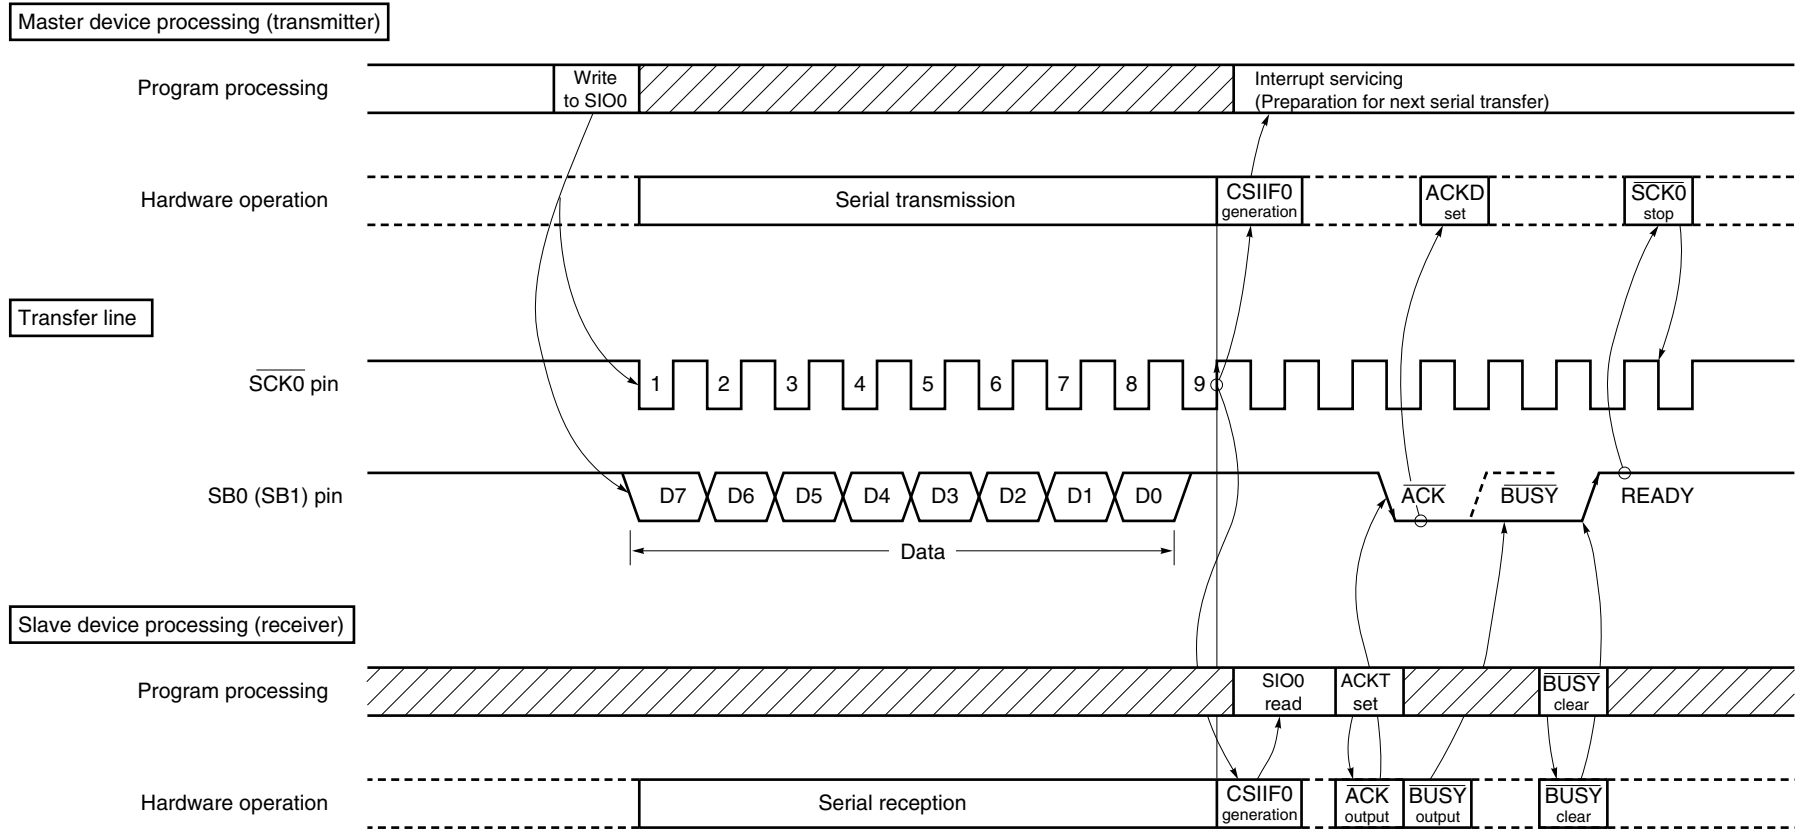 Master device processing (transmitter)
Program processing
Write
to SIO0
Interrupt servicing
(Preparation for next serial transfer)
Hardware operation
Serial transmission
CSIIF0
generation
ACKD
set
SCK0
stop
Transfer line
SCK0 pin
1 2 3 4 5 6 7 8 9
SB0 (SB1) pin
D7 D6 D5 D4 D3 D2 D1 D0
ACK
BUSY
READY
Data
Slave device processing (receiver)
Program processing
SIO0
read
ACKT
set
BUSY
clear
Hardware operation
Serial reception
CSIIF0
generation
ACK
output
BUSY
output
BUSY
clear